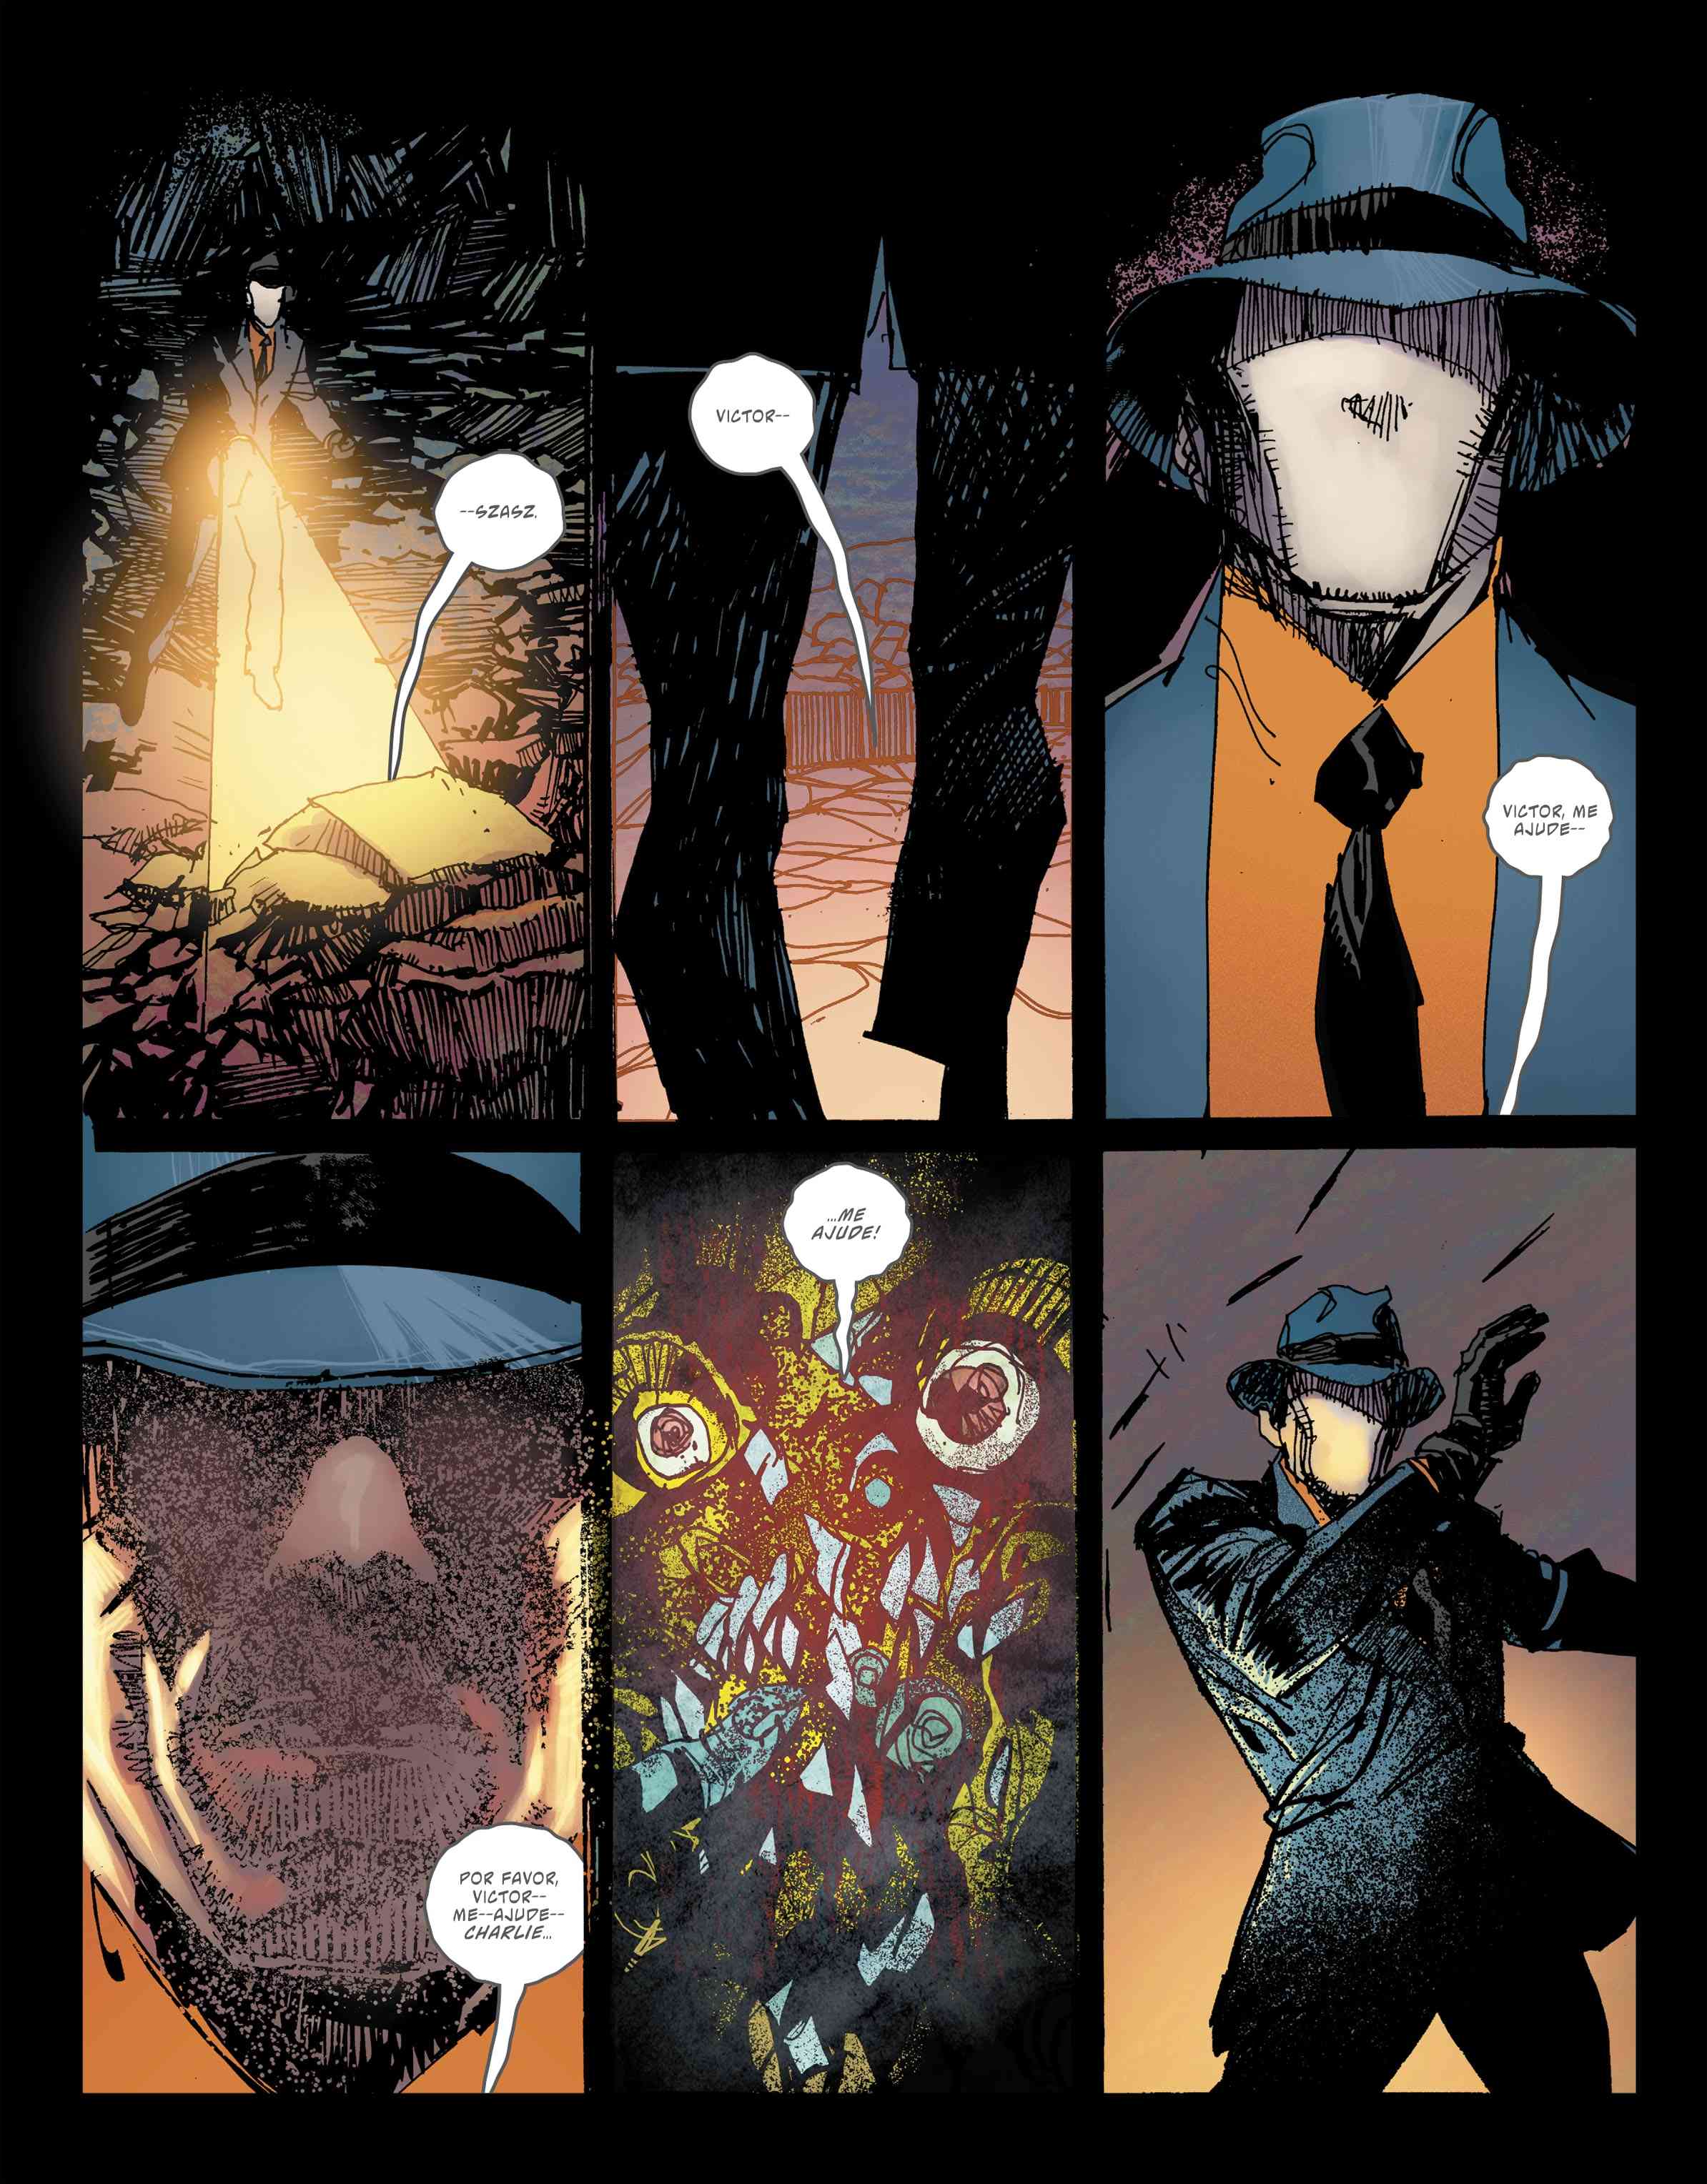 --SZASZ.
VICTOR--
VICTOR, ME
AJUDE--
POR FAVOR,
VICTOR--
ME--AJUDE--
CHARLIE...
...ME
AJUDE!